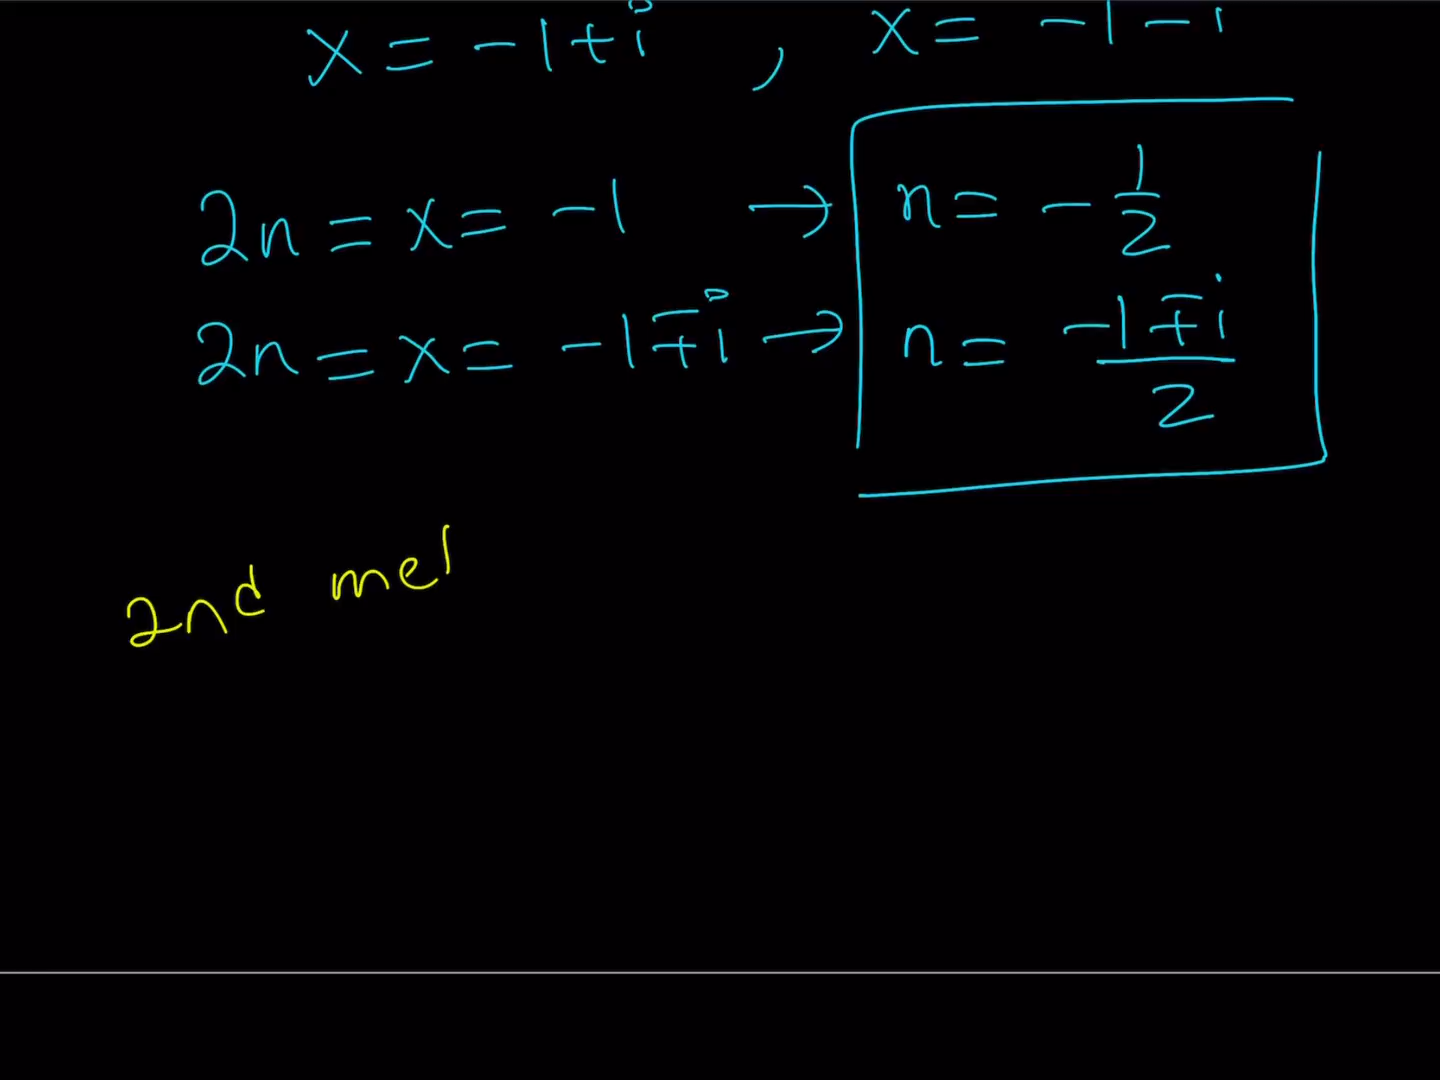 x = -1+i , x = -1-i
2n = x = -1 → n = -1/2
2n = x = -1∓i → n = (-1∓i)/2
2nd me